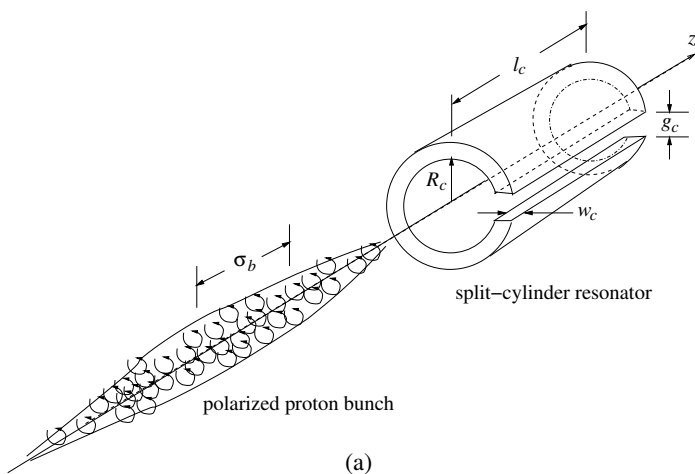 z
l_c
g_c
R_c
w_c
σ_b
split-cylinder resonator
polarized proton bunch
(a)